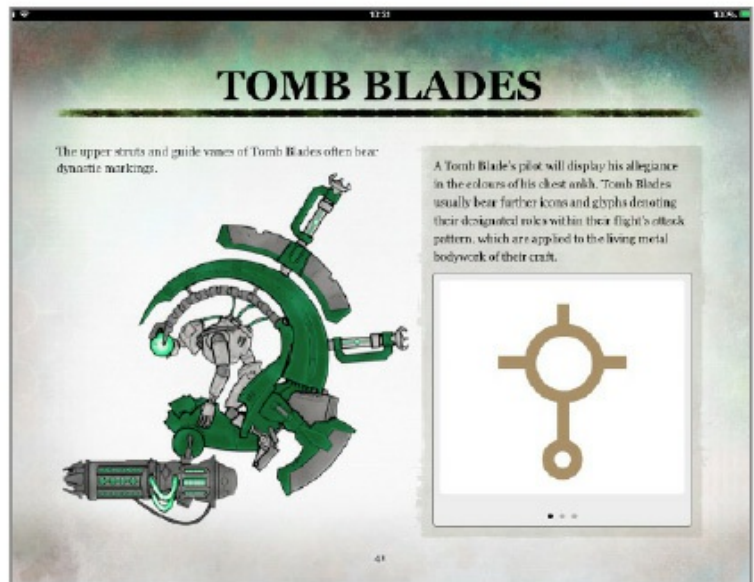 13:51
100%
TOMB BLADES
The upper struts and guide vanes of Tomb Blades often bear
dynastic markings.
A Tomb Blade's pilot will display his allegiance
in the colours of his chest ankh. Tomb Blades
usually bear further icons and glyphs denoting
their designated roles within their flight's attack
pattern, which are applied to the living metal
bodywork of their craft.